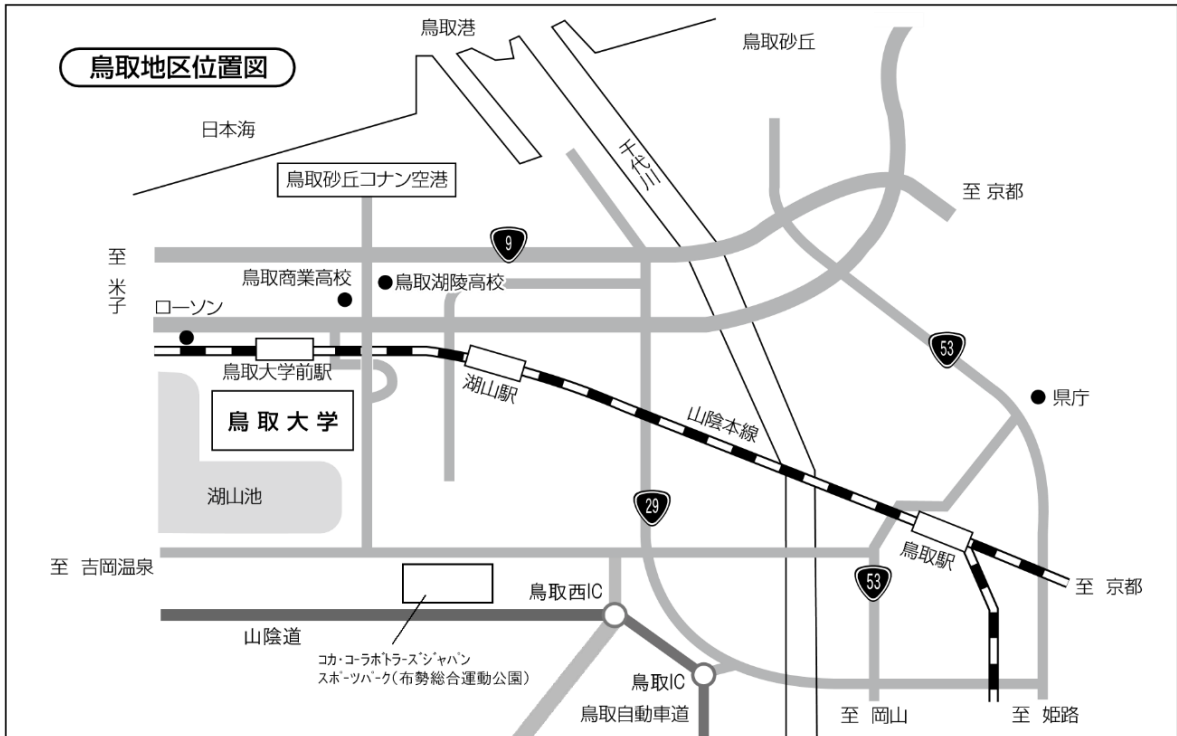 鳥取港
鳥取地区位置図
鳥取砂丘
日本海
千代川
鳥取砂丘コナン空港
至 京都
9
至 米子
鳥取商業高校
鳥取湖陵高校
ローソン
53
鳥取大学前駅
湖山駅
県庁
鳥取大学
山陰本線
湖山池
29
鳥取駅
至 吉岡温泉
53
鳥取西IC
至 京都
山陰道
コカ・コーラボトラーズジャパン
スポーツパーク(布勢総合運動公園)
鳥取IC
鳥取自動車道
至 岡山
至 姫路